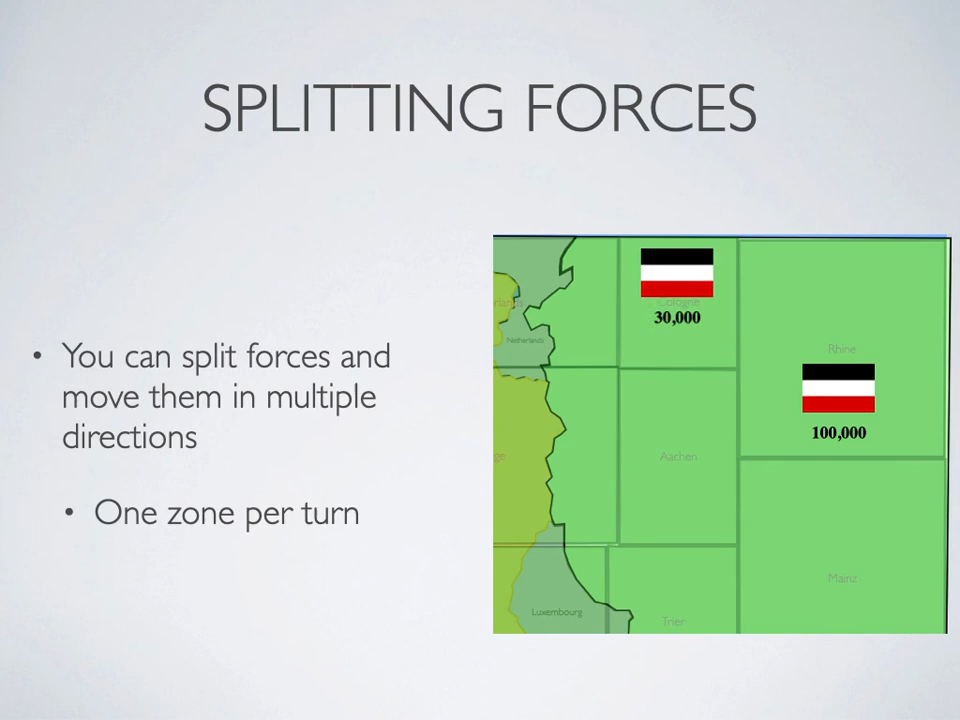 SPLITTING FORCES
• You can split forces and
move them in multiple
directions
• One zone per turn
Cologne
30,000
Netherlands
Rhine
100,000
Aachen
Mainz
Luxembourg
Trier